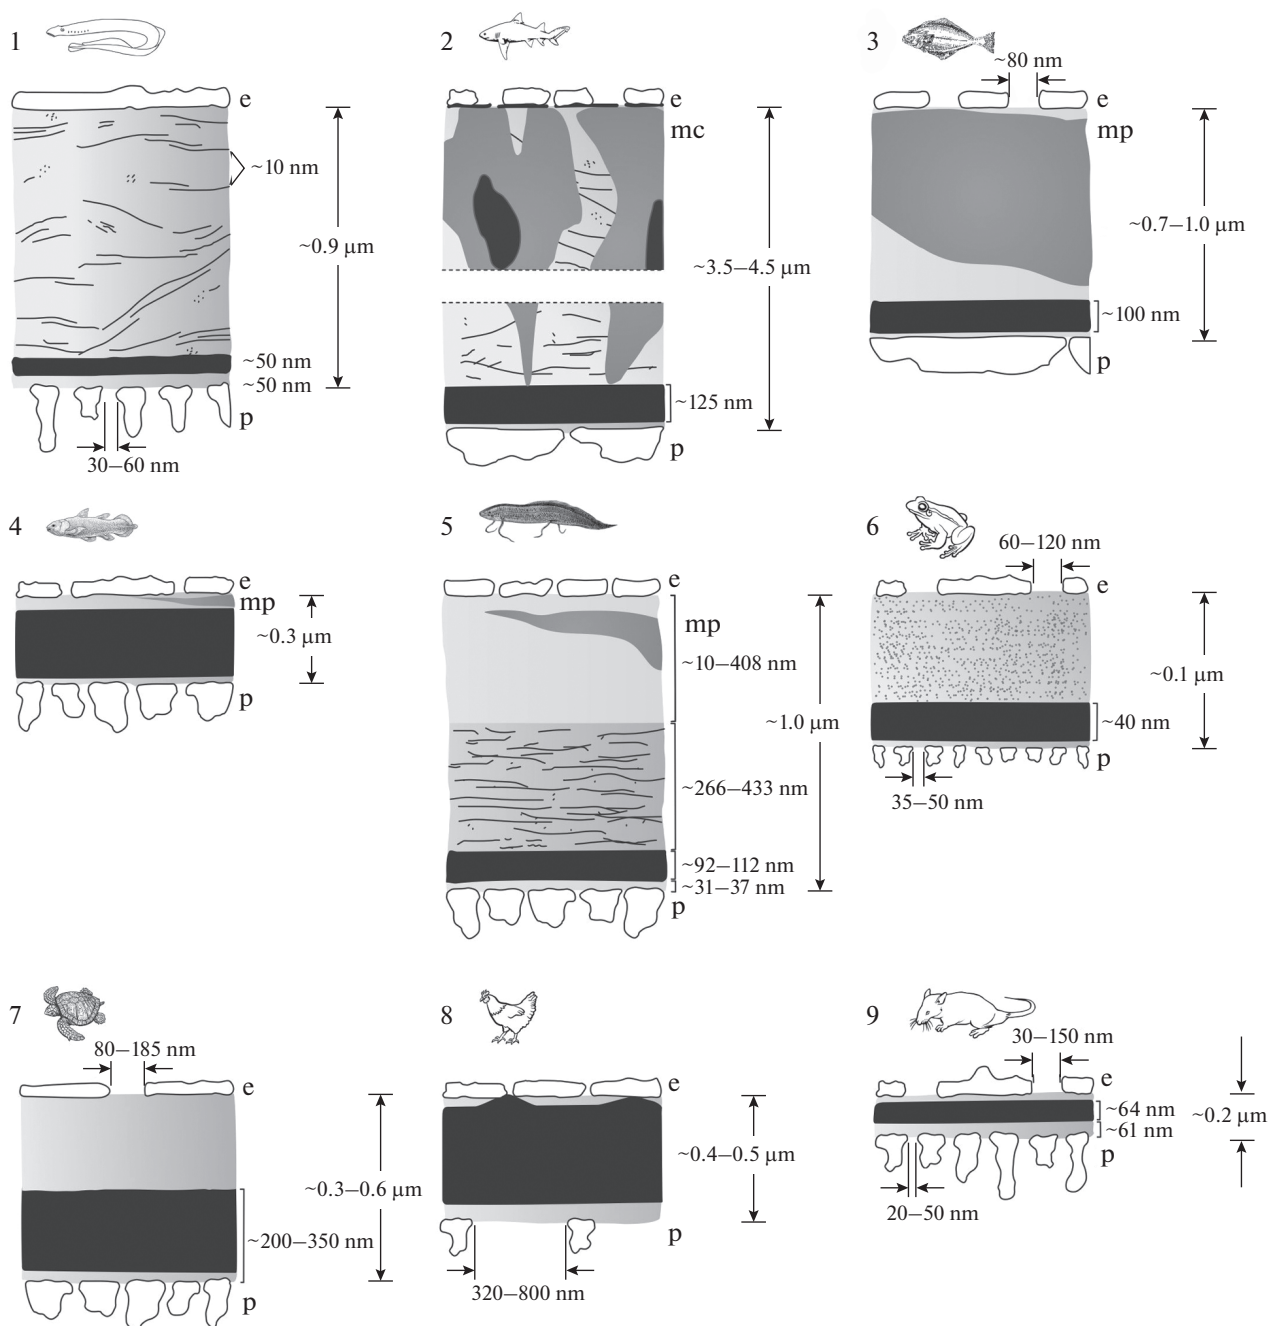 1
e
~10 nm
~0.9 µm
~50 nm
~50 nm
p
30–60 nm
2
e
mc
~3.5–4.5 µm
~125 nm
p
3
~80 nm
e
mp
~0.7–1.0 µm
~100 nm
p
4
e
mp
~0.3 µm
p
5
e
mp
~10–408 nm
~1.0 µm
~266–433 nm
~92–112 nm
~31–37 nm
p
6
60–120 nm
e
~0.1 µm
~40 nm
p
35–50 nm
7
80–185 nm
e
~0.3–0.6 µm
~200–350 nm
p
8
e
~0.4–0.5 µm
p
320–800 nm
9
30–150 nm
e
~64 nm
~0.2 µm
~61 nm
p
20–50 nm